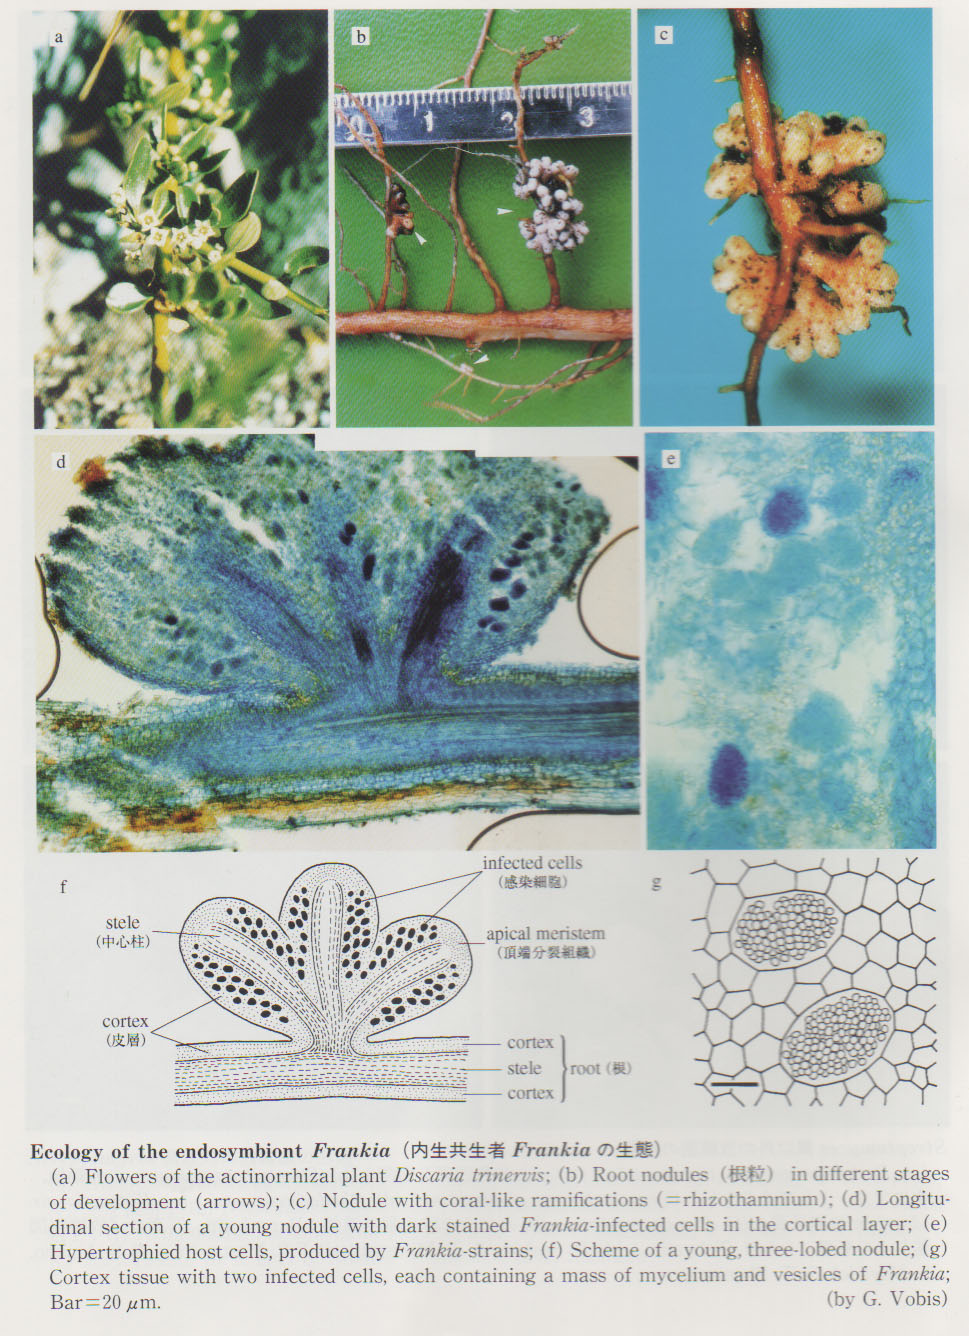 a
b
c
0 1 2 3
d
e
f
infected cells
(感染細胞)
g
stele
(中心柱)
apical meristem
(頂端分裂組織)
cortex
(皮層)
cortex
stele
root (根)
cortex
Ecology of the endosymbiont Frankia (内生共生者 Frankia の生態)
(a) Flowers of the actinorrhizal plant Discaria trinervis; (b) Root nodules (根粒) in different stages
of development (arrows); (c) Nodule with coral-like ramifications (=rhizothamnium); (d) Longitu-
dinal section of a young nodule with dark stained Frankia-infected cells in the cortical layer; (e)
Hypertrophied host cells, produced by Frankia-strains; (f) Scheme of a young, three-lobed nodule; (g)
Cortex tissue with two infected cells, each containing a mass of mycelium and vesicles of Frankia;
Bar=20 μm.
(by G. Vobis)